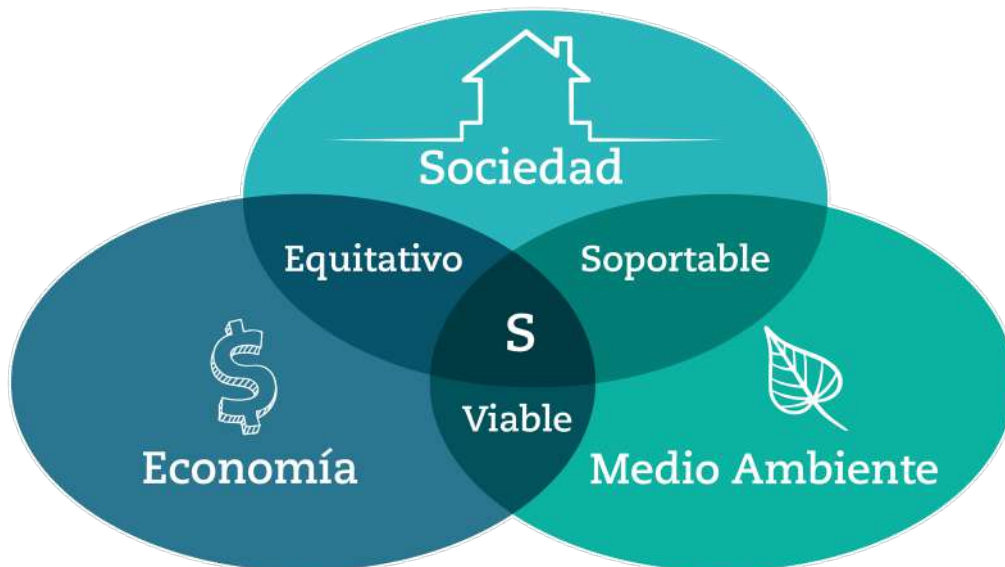 Sociedad
Equitativo
Soportable
S
Viable
Economía
Medio Ambiente